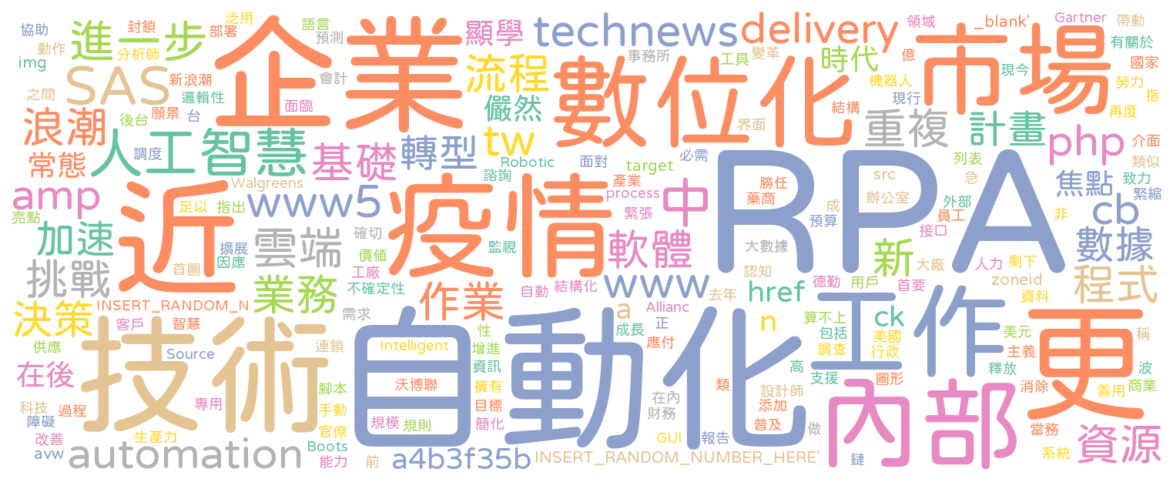 協助 封鎖 泛用 部署 語言 預測 顯學 technews delivery 領域 _blank' Gartner 帶動
動作 分析師 進一步 企業 流程 事務所 工具 變革 時代 億 現今 市場 有關於 國家
img 之間 SAS 新浪潮 邏輯性 面臨 會計 儼然 數位化 機器人 勞力 指
浪潮 後台 願景 台 tw 界面 結構 現行 重複 計畫 php 再度 介面
常態 人工智慧 調度 基礎 轉型 Robotic 面對 target 必需 RPA 列表 急 類似
amp Walgreens 諮詢 產業 process 勝任 藥商 src 辦公室 焦點 致力 緊縮
亮點 近 足以 指出 www5 疫情 緊張 中 預算 成 外部 員工 接口 非 cb
加速 擴展 因應 首圖 雲端 確切 價值 監視 軟體 大數據 新 大廠 數據
挑戰 工廠 不確定性 自動 結構化 www 認知 德勤 用戶 首要 人力 剩下 zoneid 程式
INSERT_RANDOM_N 業務 作業 a Allianc 去年 href 資料
決策 客戶 智慧 需求 性 成長 正 n 算不上 ck 工作 美國 美元 更 稱
供應 技術 連鎖 Intelligent 增進 應付 自動化 包括 調查 行政 主義 釋放 波
在後 Source 資訊 高 支援 圖形 消除 善用 商業
科技 過程 專用 腳本 沃博聯 擁有 類 設計師 內部
障礙 手動 目標 在內 財務 添加 當務 資源
改善 生產力 官僚 規模 規則 簡化 GUI 報告 普及 做 系統
avw automation Boots 能力 前 a4b3f35b INSERT_RANDOM_NUMBER_HERE' 鏈